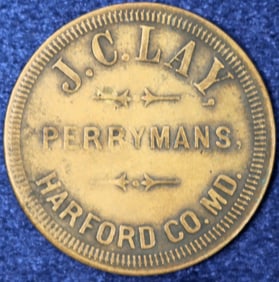 J. C. LAY,
PERRYMANS,
HARFORD CO. MD.